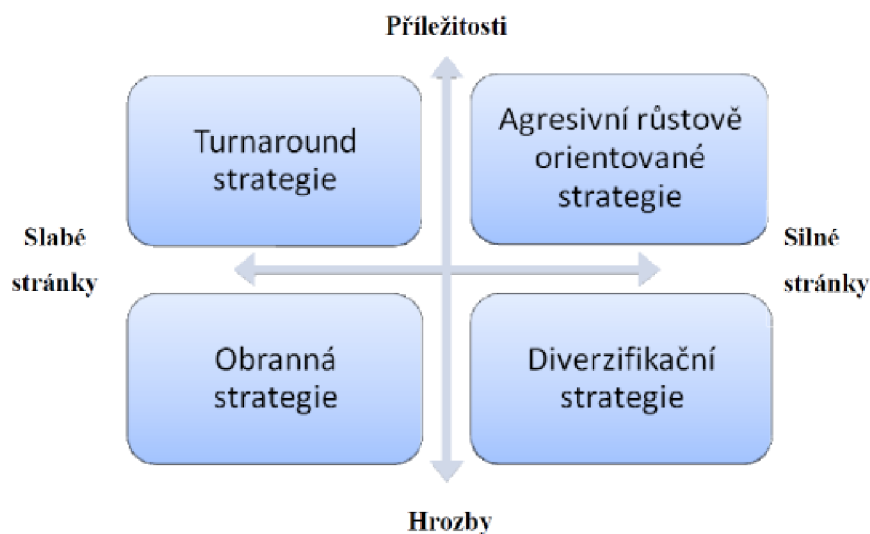 Příležitosti
Turnaround
strategie
Agresivní růstově
orientované
strategie
Slabé
stránky
Silné
stránky
Obranná
strategie
Diverzifikační
strategie
Hrozby